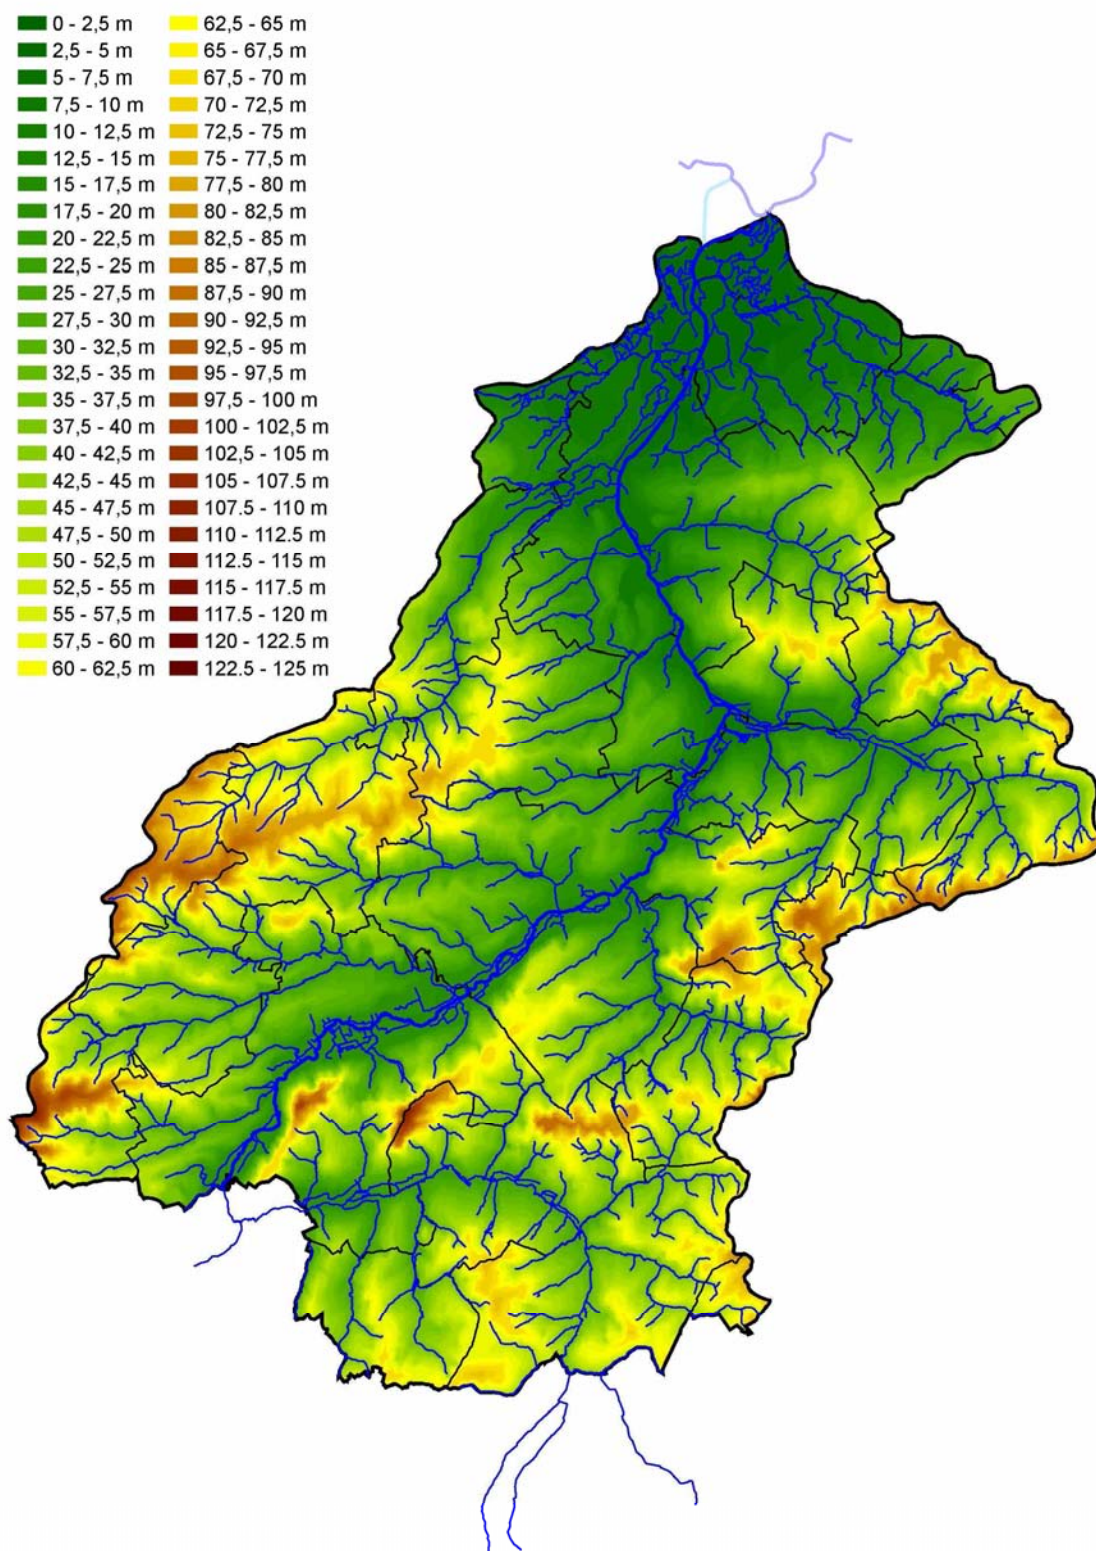 0 - 2,5 m
2,5 - 5 m
5 - 7,5 m
7,5 - 10 m
10 - 12,5 m
12,5 - 15 m
15 - 17,5 m
17,5 - 20 m
20 - 22,5 m
22,5 - 25 m
25 - 27,5 m
27,5 - 30 m
30 - 32,5 m
32,5 - 35 m
35 - 37,5 m
37,5 - 40 m
40 - 42,5 m
42,5 - 45 m
45 - 47,5 m
47,5 - 50 m
50 - 52,5 m
52,5 - 55 m
55 - 57,5 m
57,5 - 60 m
60 - 62,5 m
62,5 - 65 m
65 - 67,5 m
67,5 - 70 m
70 - 72,5 m
72,5 - 75 m
75 - 77,5 m
77,5 - 80 m
80 - 82,5 m
82,5 - 85 m
85 - 87,5 m
87,5 - 90 m
90 - 92,5 m
92,5 - 95 m
95 - 97,5 m
97,5 - 100 m
100 - 102,5 m
102,5 - 105 m
105 - 107.5 m
107.5 - 110 m
110 - 112.5 m
112.5 - 115 m
115 - 117.5 m
117.5 - 120 m
120 - 122.5 m
122.5 - 125 m